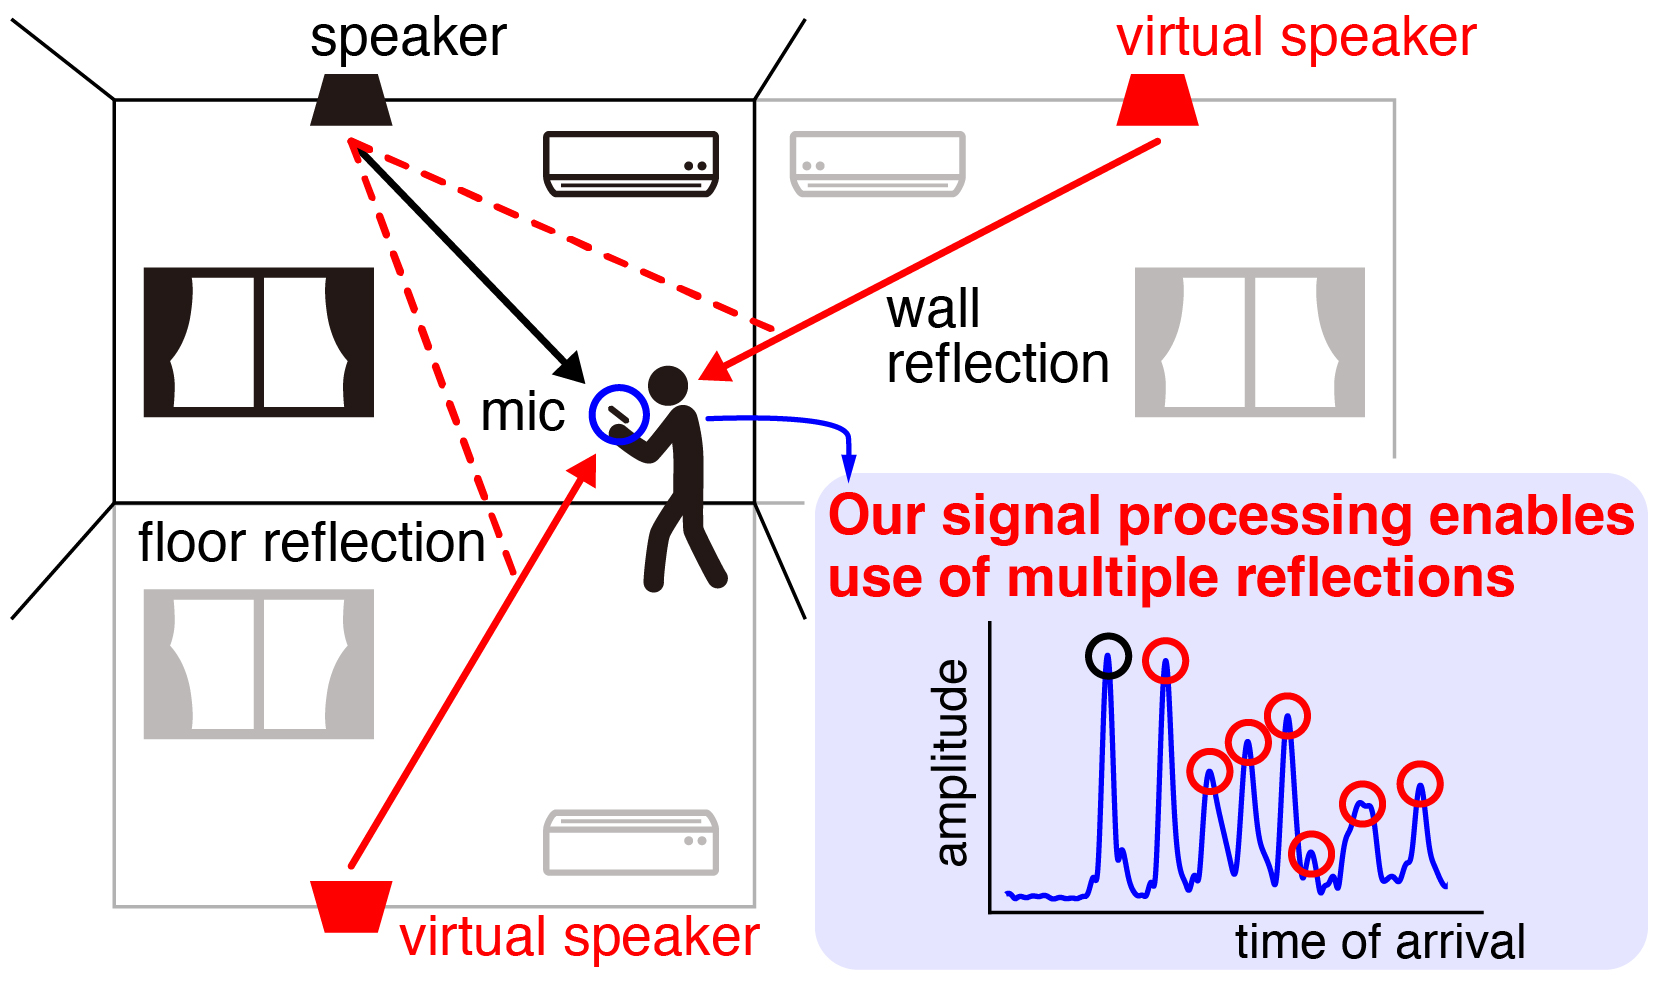 speaker
virtual speaker
wall
reflection
mic
floor reflection
virtual speaker
Our signal processing enables
use of multiple reflections
amplitude
time of arrival